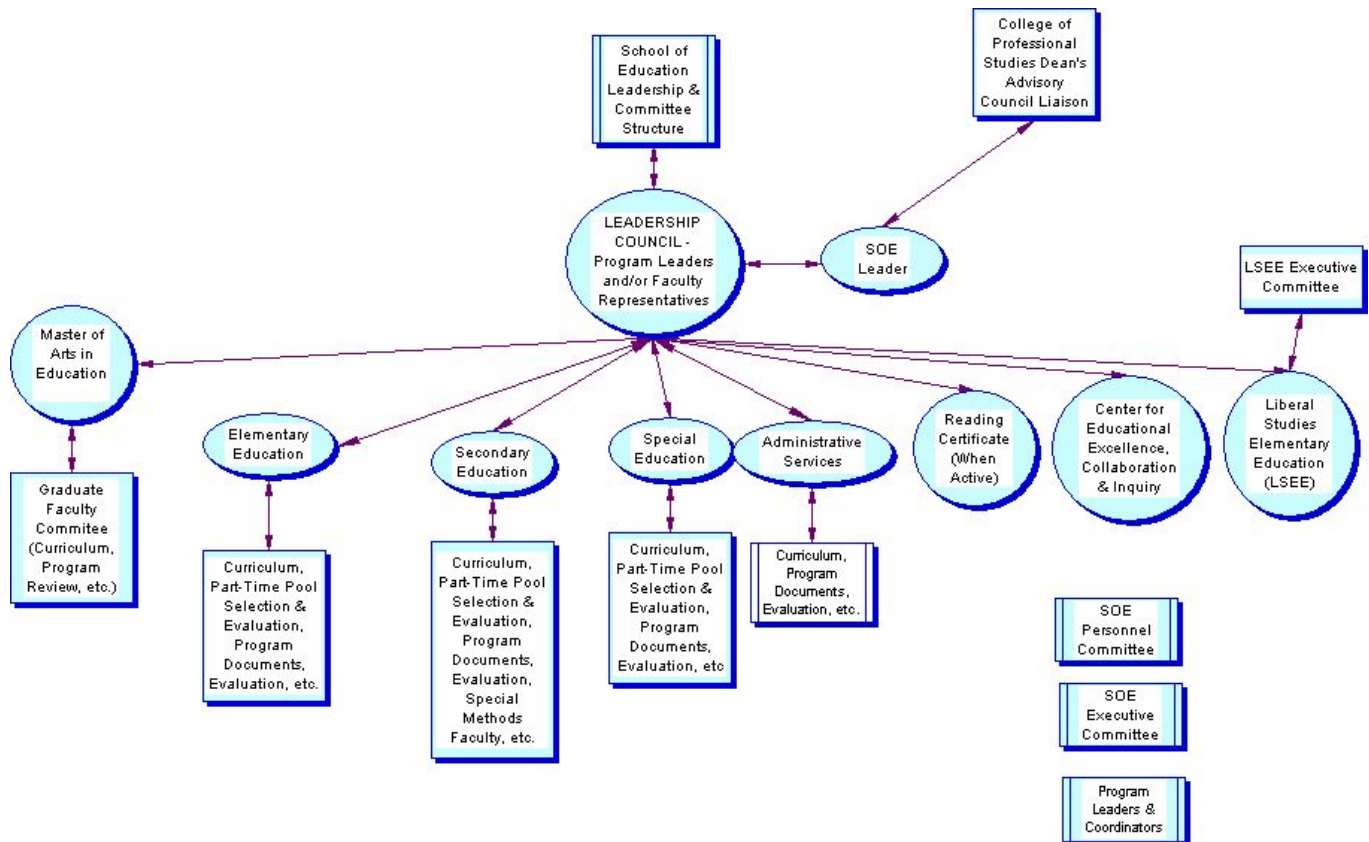 School of
Education
Leadership &
Committee
Structure
College of
Professional
Studies Dean's
Advisory
Council Liaison
LEADERSHIP
COUNCIL -
Program Leaders
and/or Faculty
Representatives
SOE
Leader
LSEE Executive
Committee
Master of
Arts in
Education
Elementary
Education
Secondary
Education
Special
Education
Administrative
Services
Reading
Certificate
(When
Active)
Center for
Educational
Excellence,
Collaboration
& Inquiry
Liberal
Studies
Elementary
Education
(LSEE)
Graduate
Faculty
Commitee
(Curriculum,
Program
Review, etc.)
Curriculum,
Part-Time Pool
Selection &
Evaluation,
Program
Documents,
Evaluation, etc.
Curriculum,
Part-Time Pool
Selection &
Evaluation,
Program
Documents,
Evaluation,
Special
Methods
Faculty, etc.
Curriculum,
Part-Time Pool
Selection &
Evaluation,
Program
Documents,
Evaluation, etc
Curriculum,
Program
Documents,
Evaluation, etc.
SOE
Personnel
Committee
SOE
Executive
Committee
Program
Leaders &
Coordinators